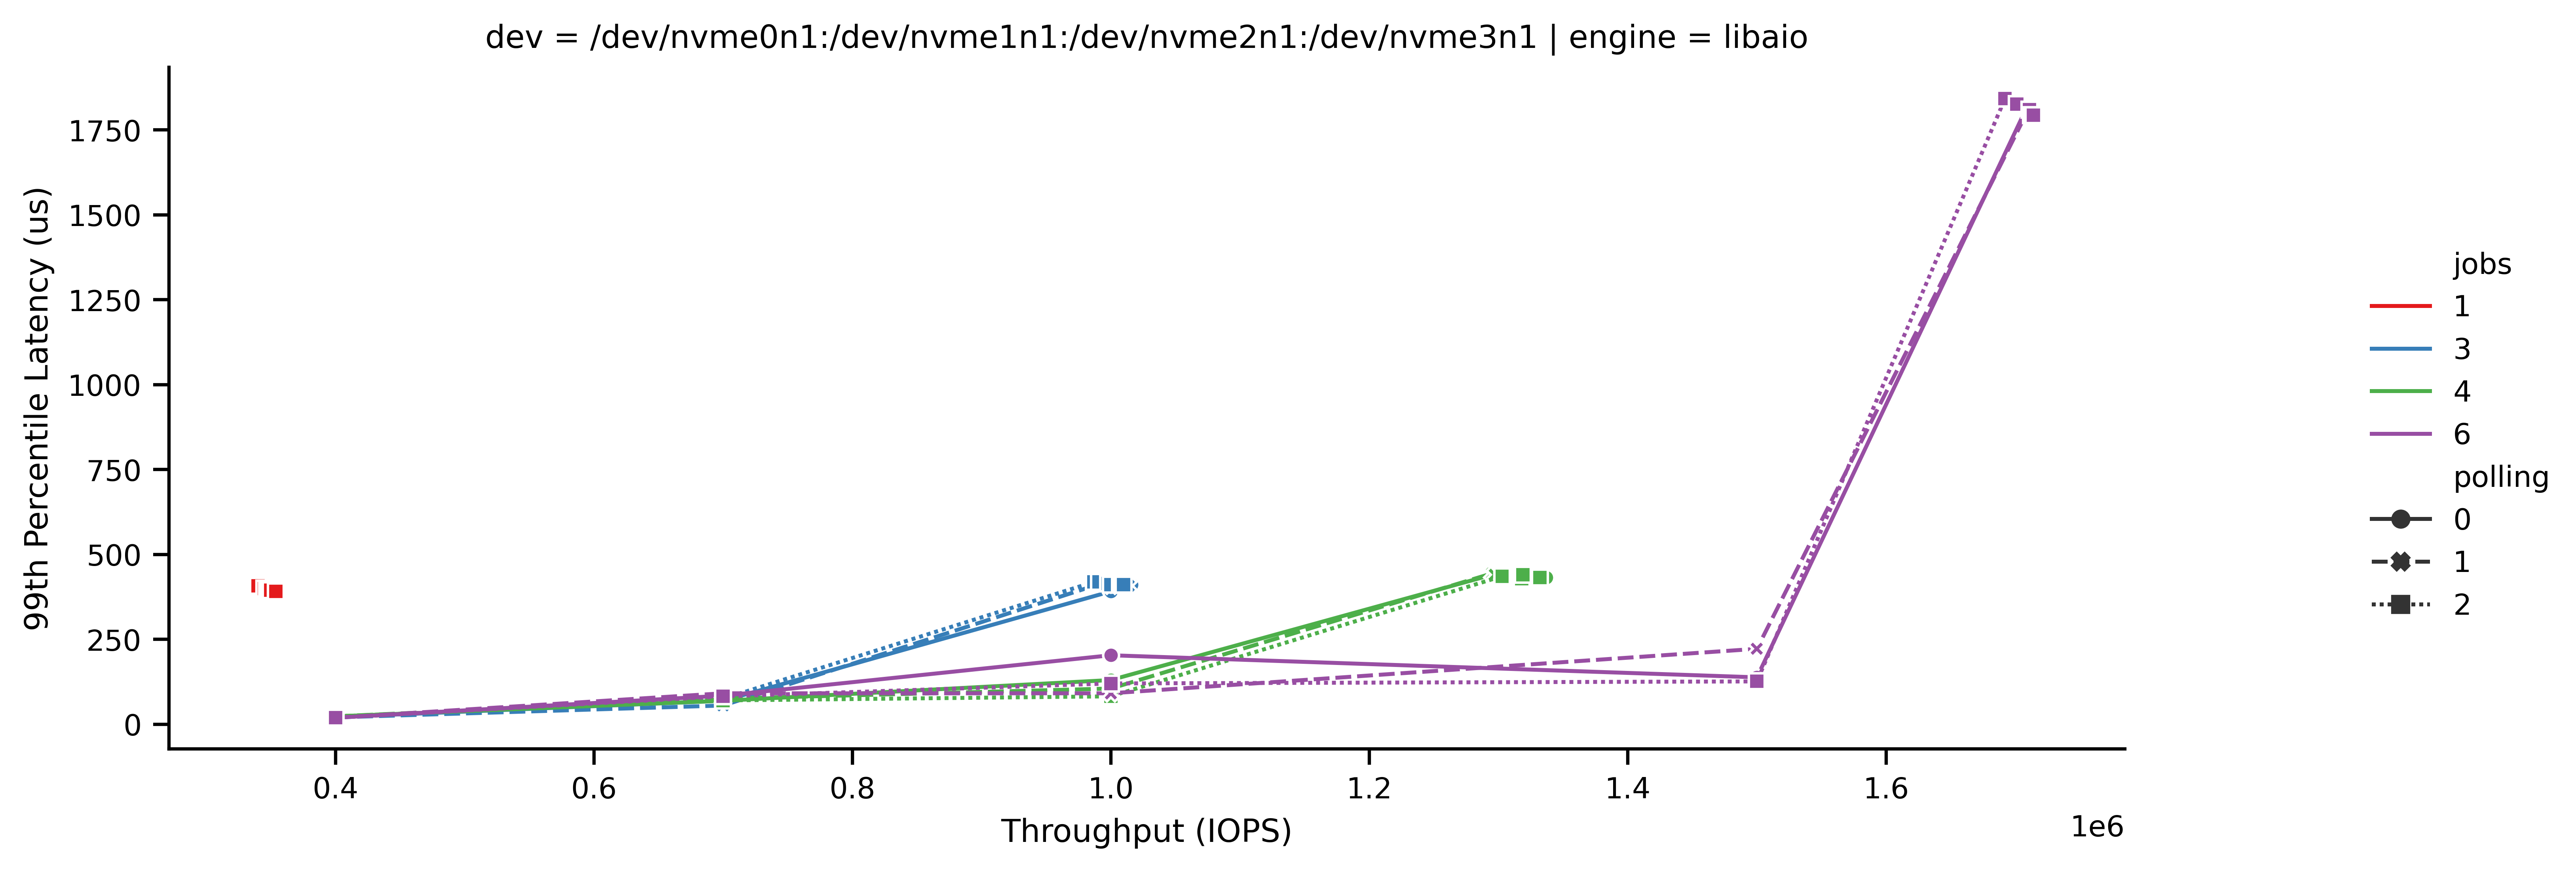 dev = /dev/nvme0n1:/dev/nvme1n1:/dev/nvme2n1:/dev/nvme3n1 | engine = libaio
99th Percentile Latency (us)
1750
1500
1250
1000
750
500
250
0
0.4 0.6 0.8 1.0 1.2 1.4 1.6
1e6
Throughput (IOPS)
jobs
1
3
4
6
polling
0
1
2